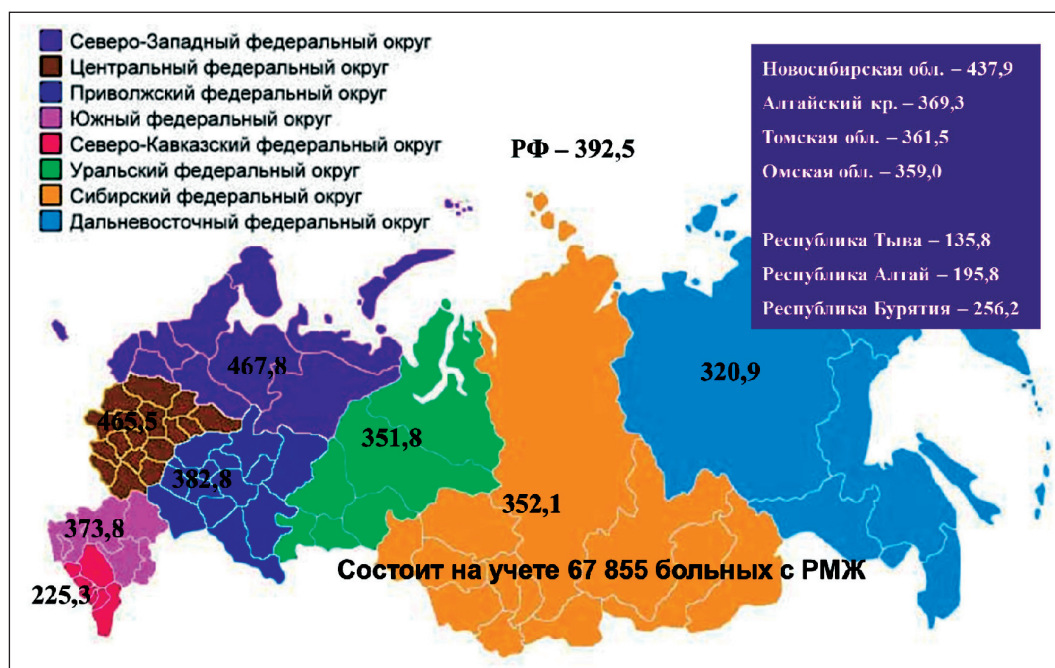 Северо-Западный федеральный округ
Центральный федеральный округ
Приволжский федеральный округ
Южный федеральный округ
Северо-Кавказский федеральный округ
Уральский федеральный округ
Сибирский федеральный округ
Дальневосточный федеральный округ
РФ – 392,5
Новосибирская обл. – 437,9
Алтайский кр. – 369,3
Томская обл. – 361,5
Омская обл. – 359,0
Республика Тыва – 135,8
Республика Алтай – 195,8
Республика Бурятия – 256,2
467,8
320,9
465,5
351,8
382,8
352,1
373,8
Состоит на учете 67 855 больных с РМЖ
225,3